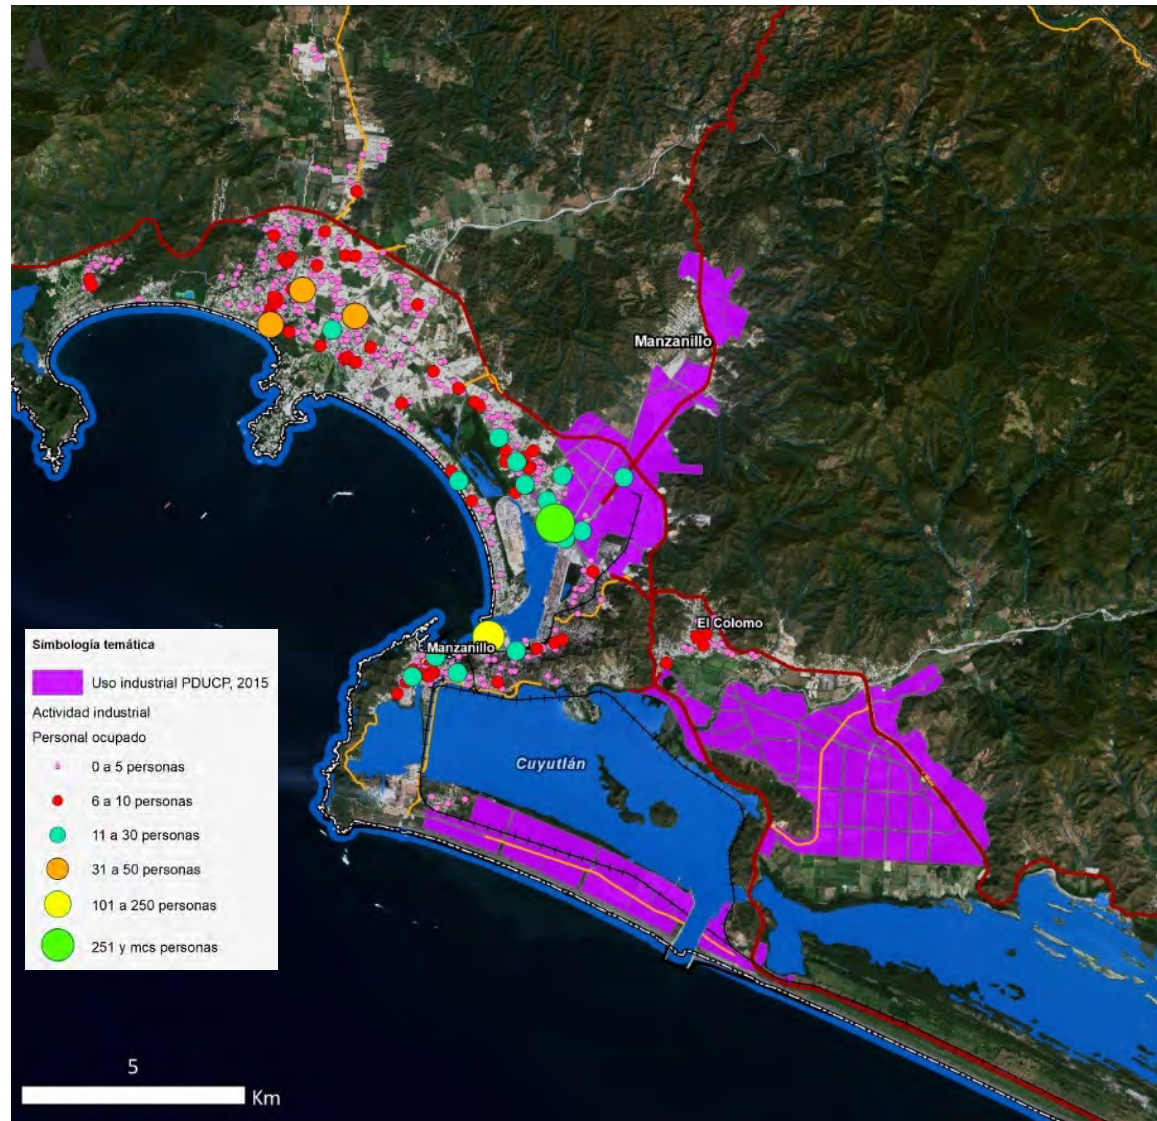 Manzanillo
El Colomo
Manzanillo
Cuyutlán
Simbología temática
Uso industrial PDUCP, 2015
Actividad industrial
Personal ocupado
0 a 5 personas
6 a 10 personas
11 a 30 personas
31 a 50 personas
101 a 250 personas
251 y mcs personas
5
Km